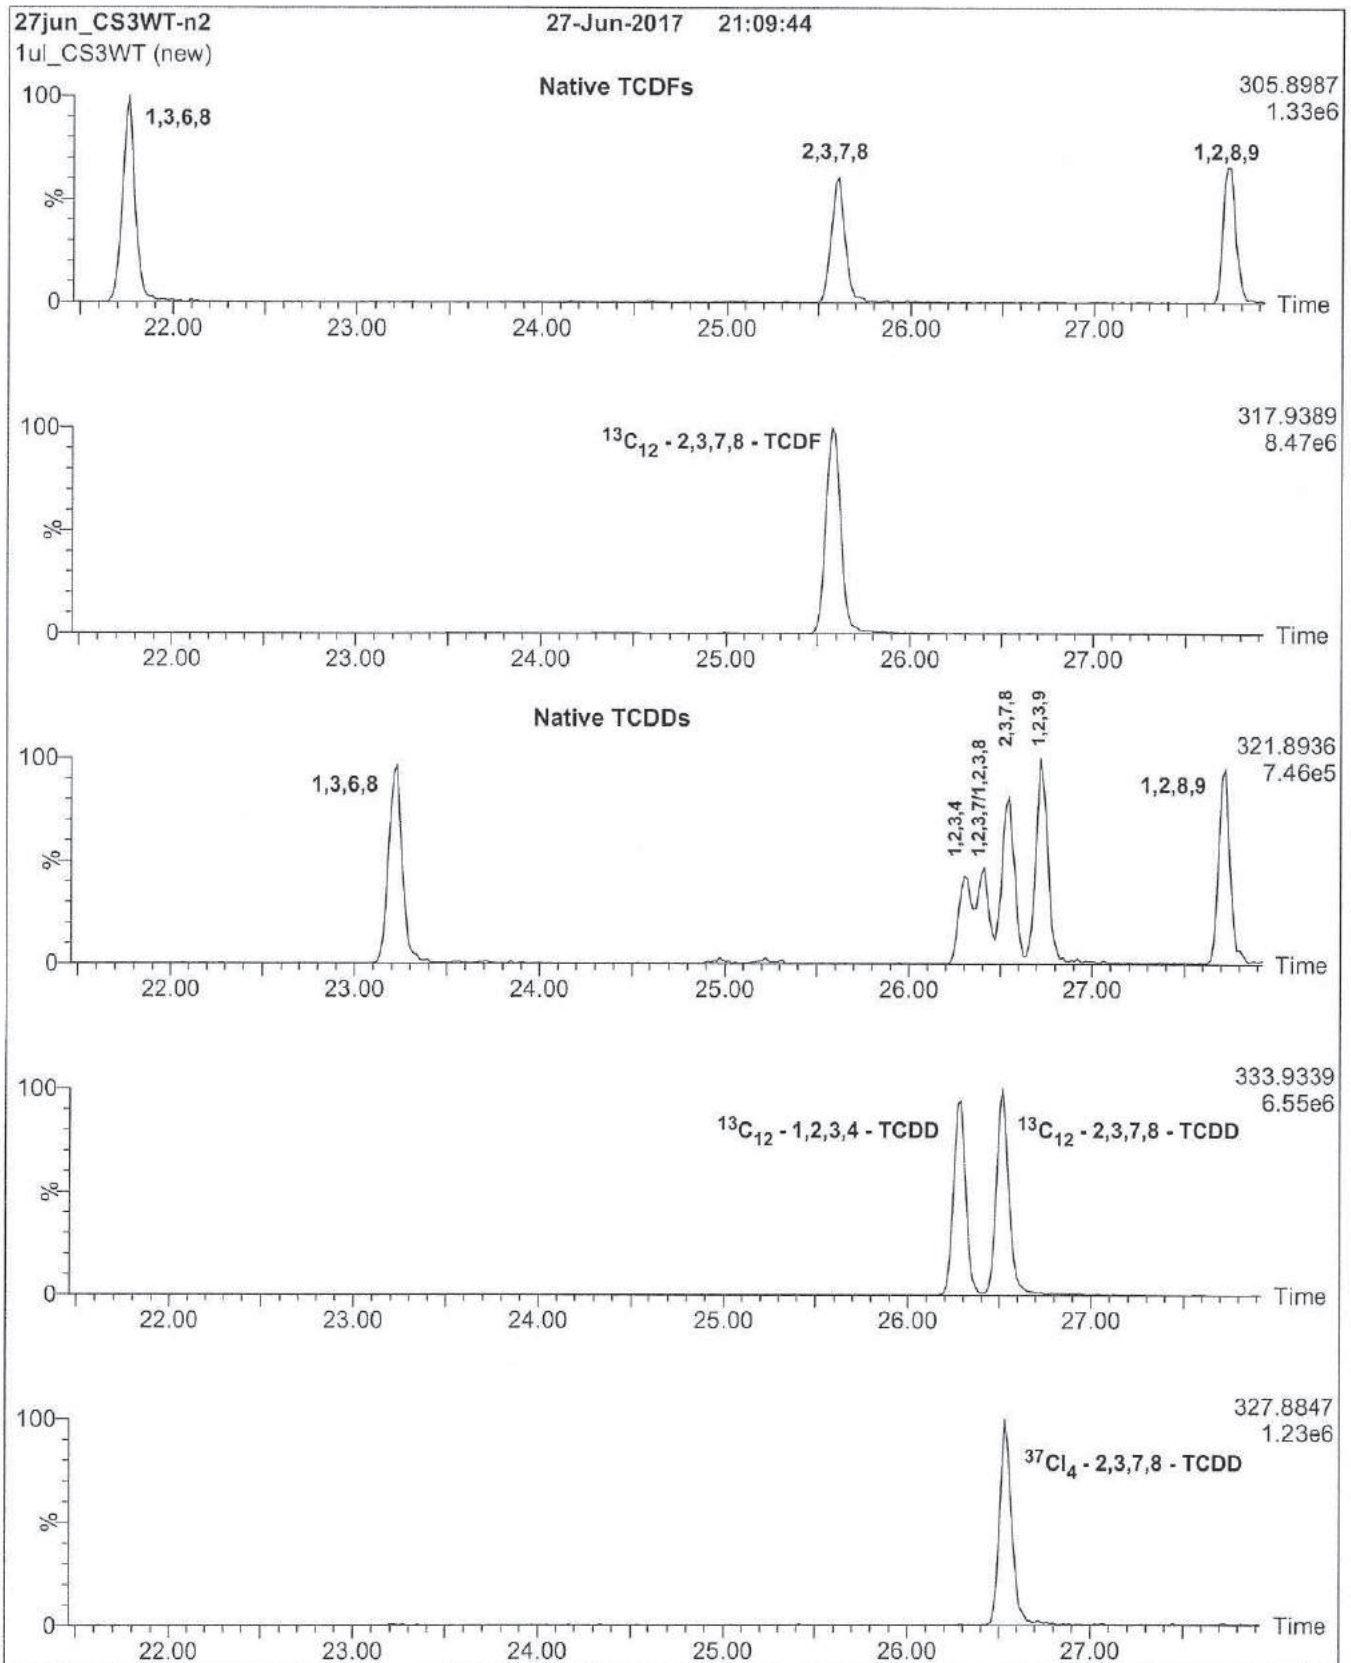 27jun_CS3WT-n2 27-Jun-2017 21:09:44
1ul_CS3WT (new)
Native TCDFs
305.8987
1.33e6
100
1,3,6,8
2,3,7,8
1,2,8,9
%
0
Time
22.00 23.00 24.00 25.00 26.00 27.00
317.9389
8.47e6
100
13C12 - 2,3,7,8 - TCDF
%
0
Time
22.00 23.00 24.00 25.00 26.00 27.00
Native TCDDs
321.8936
7.46e5
100
1,3,6,8
1,2,3,4
1,2,3,7/1,2,3,8
2,3,7,8
1,2,3,9
1,2,8,9
%
0
Time
22.00 23.00 24.00 25.00 26.00 27.00
333.9339
6.55e6
100
13C12 - 1,2,3,4 - TCDD
13C12 - 2,3,7,8 - TCDD
%
0
Time
22.00 23.00 24.00 25.00 26.00 27.00
327.8847
1.23e6
100
37Cl4 - 2,3,7,8 - TCDD
%
0
Time
22.00 23.00 24.00 25.00 26.00 27.00